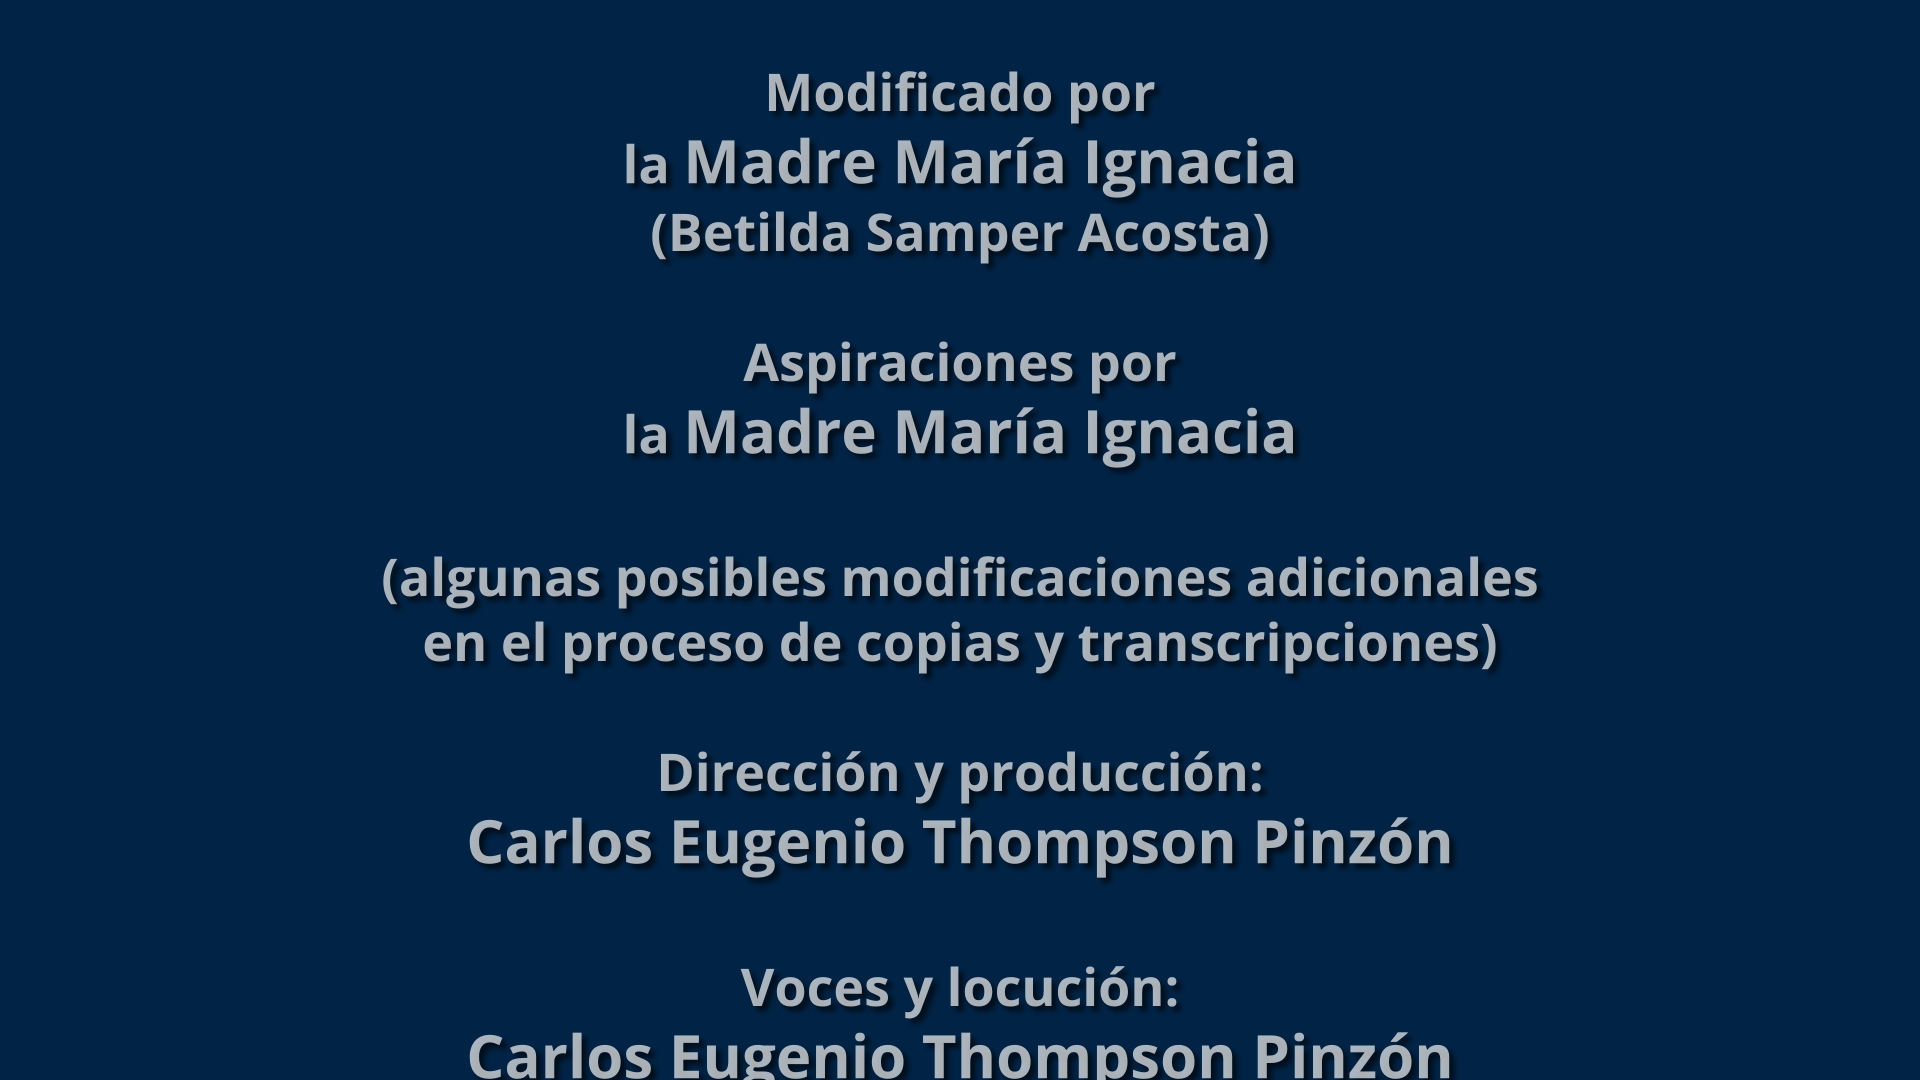 Modificado por
la Madre María Ignacia
(Betilda Samper Acosta)
Aspiraciones por
la Madre María Ignacia
(algunas posibles modificaciones adicionales
en el proceso de copias y transcripciones)
Dirección y producción:
Carlos Eugenio Thompson Pinzón
Voces y locución:
Carlos Eugenio Thompson Pinzón